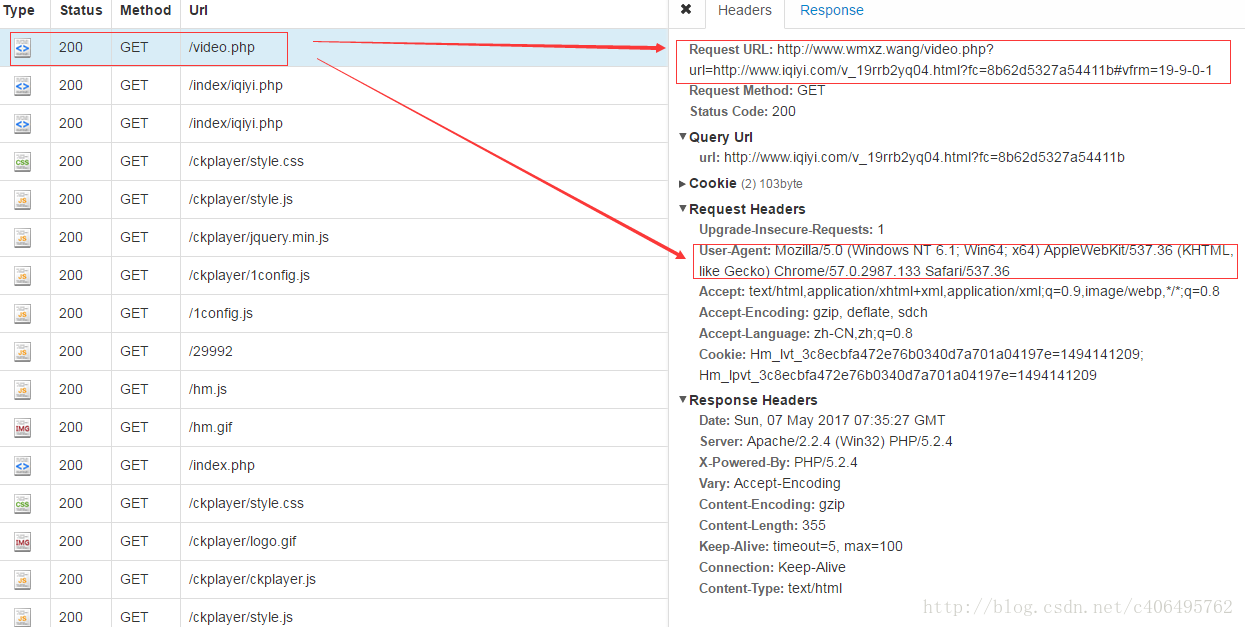 Type Status Method Url
200 GET /video.php
200 GET /index/iqiyi.php
200 GET /index/iqiyi.php
CSS 200 GET /ckplayer/style.css
JS 200 GET /ckplayer/style.js
JS 200 GET /ckplayer/jquery.min.js
JS 200 GET /ckplayer/1config.js
JS 200 GET /1config.js
JS 200 GET /29992
JS 200 GET /hm.js
IMG 200 GET /hm.gif
200 GET /index.php
CSS 200 GET /ckplayer/style.css
IMG 200 GET /ckplayer/logo.gif
JS 200 GET /ckplayer/ckplayer.js
JS 200 GET /ckplayer/style.js
✖ Headers Response
Request URL: http://www.wmxz.wang/video.php?
url=http://www.iqiyi.com/v_19rrb2yq04.html?fc=8b62d5327a54411b#vfrm=19-9-0-1
Request Method: GET
Status Code: 200
▼Query Url
url: http://www.iqiyi.com/v_19rrb2yq04.html?fc=8b62d5327a54411b
▶Cookie (2) 103byte
▼Request Headers
Upgrade-Insecure-Requests: 1
User-Agent: Mozilla/5.0 (Windows NT 6.1; Win64; x64) AppleWebKit/537.36 (KHTML,
like Gecko) Chrome/57.0.2987.133 Safari/537.36
Accept: text/html,application/xhtml+xml,application/xml;q=0.9,image/webp,*/*;q=0.8
Accept-Encoding: gzip, deflate, sdch
Accept-Language: zh-CN,zh;q=0.8
Cookie: Hm_lvt_3c8ecbfa472e76b0340d7a701a04197e=1494141209;
Hm_lpvt_3c8ecbfa472e76b0340d7a701a04197e=1494141209
▼Response Headers
Date: Sun, 07 May 2017 07:35:27 GMT
Server: Apache/2.2.4 (Win32) PHP/5.2.4
X-Powered-By: PHP/5.2.4
Vary: Accept-Encoding
Content-Encoding: gzip
Content-Length: 355
Keep-Alive: timeout=5, max=100
Connection: Keep-Alive
Content-Type: text/html
http://blog.csdn.net/c406495762